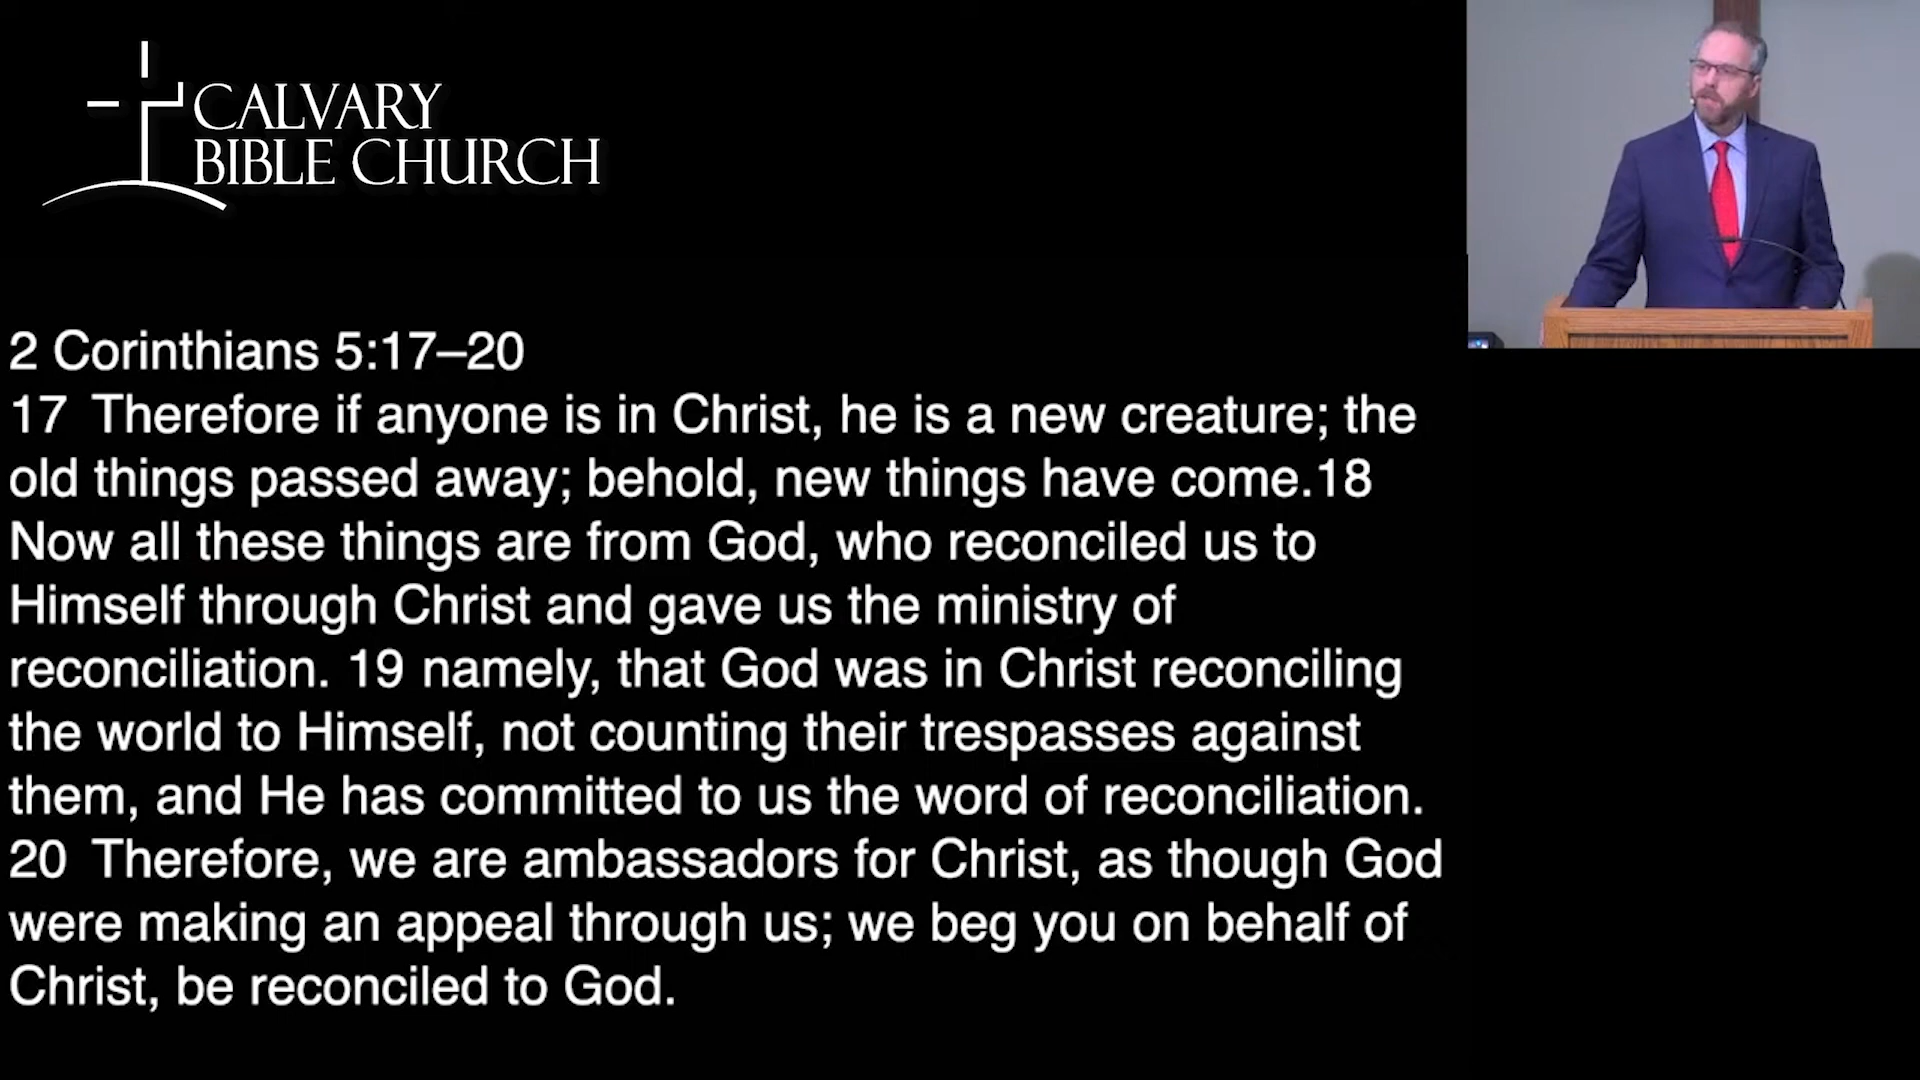 CALVARY
BIBLE CHURCH
2 Corinthians 5:17–20
17 Therefore if anyone is in Christ, he is a new creature; the
old things passed away; behold, new things have come.18
Now all these things are from God, who reconciled us to
Himself through Christ and gave us the ministry of
reconciliation. 19 namely, that God was in Christ reconciling
the world to Himself, not counting their trespasses against
them, and He has committed to us the word of reconciliation.
20 Therefore, we are ambassadors for Christ, as though God
were making an appeal through us; we beg you on behalf of
Christ, be reconciled to God.